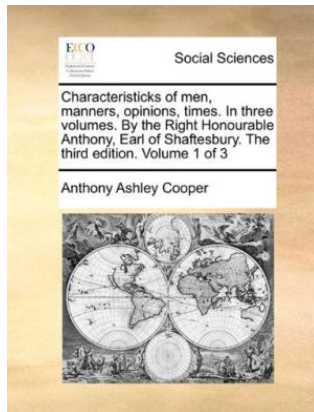 ECCO
Social Sciences
Characteristicks of men,
manners, opinions, times. In three
volumes. By the Right Honourable
Anthony, Earl of Shaftesbury. The
third edition. Volume 1 of 3
Anthony Ashley Cooper